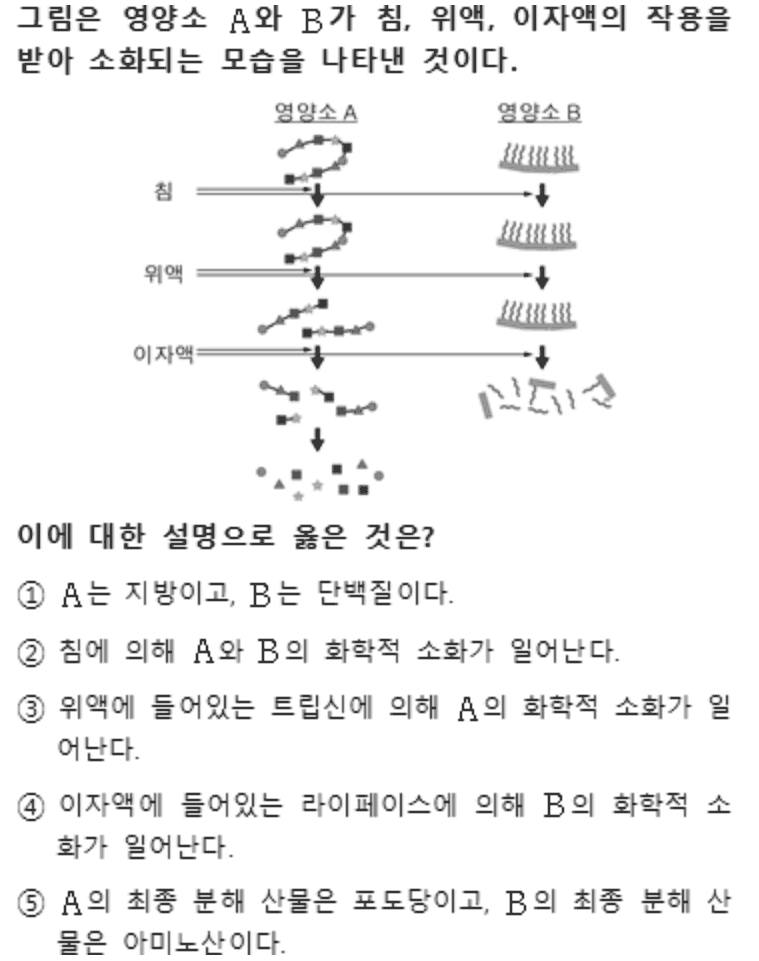 그림은 영양소 A와 B가 침, 위액, 이자액의 작용을
받아 소화되는 모습을 나타낸 것이다.
영양소 A 영양소 B
침
위액
이자액
이에 대한 설명으로 옳은 것은?
① A는 지방이고, B는 단백질이다.
② 침에 의해 A와 B의 화학적 소화가 일어난다.
③ 위액에 들어있는 트립신에 의해 A의 화학적 소화가 일
어난다.
④ 이자액에 들어있는 라이페이스에 의해 B의 화학적 소
화가 일어난다.
⑤ A의 최종 분해 산물은 포도당이고, B의 최종 분해 산
물은 아미노산이다.